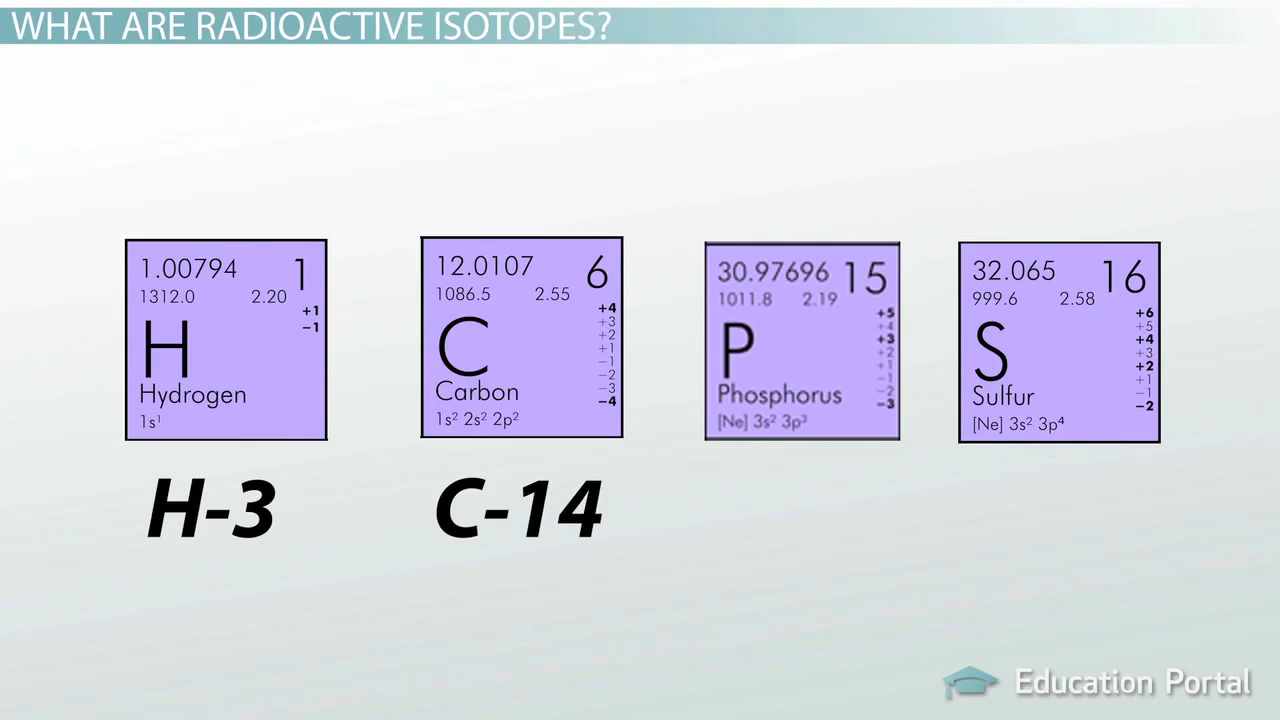 WHAT ARE RADIOACTIVE ISOTOPES?
1.00794 1
1312.0 2.20
+1
−1
H
Hydrogen
1s¹
12.0107 6
1086.5 2.55
+4
+3
+2
+1
−1
−2
−3
−4
C
Carbon
1s² 2s² 2p²
30.97696 15
1011.8 2.19
+5
+4
+3
+2
+1
−1
−2
−3
P
Phosphorus
[Ne] 3s² 3p³
32.065 16
999.6 2.58
+6
+5
+4
+3
+2
+1
−1
−2
S
Sulfur
[Ne] 3s² 3p⁴
H-3
C-14
Education Portal